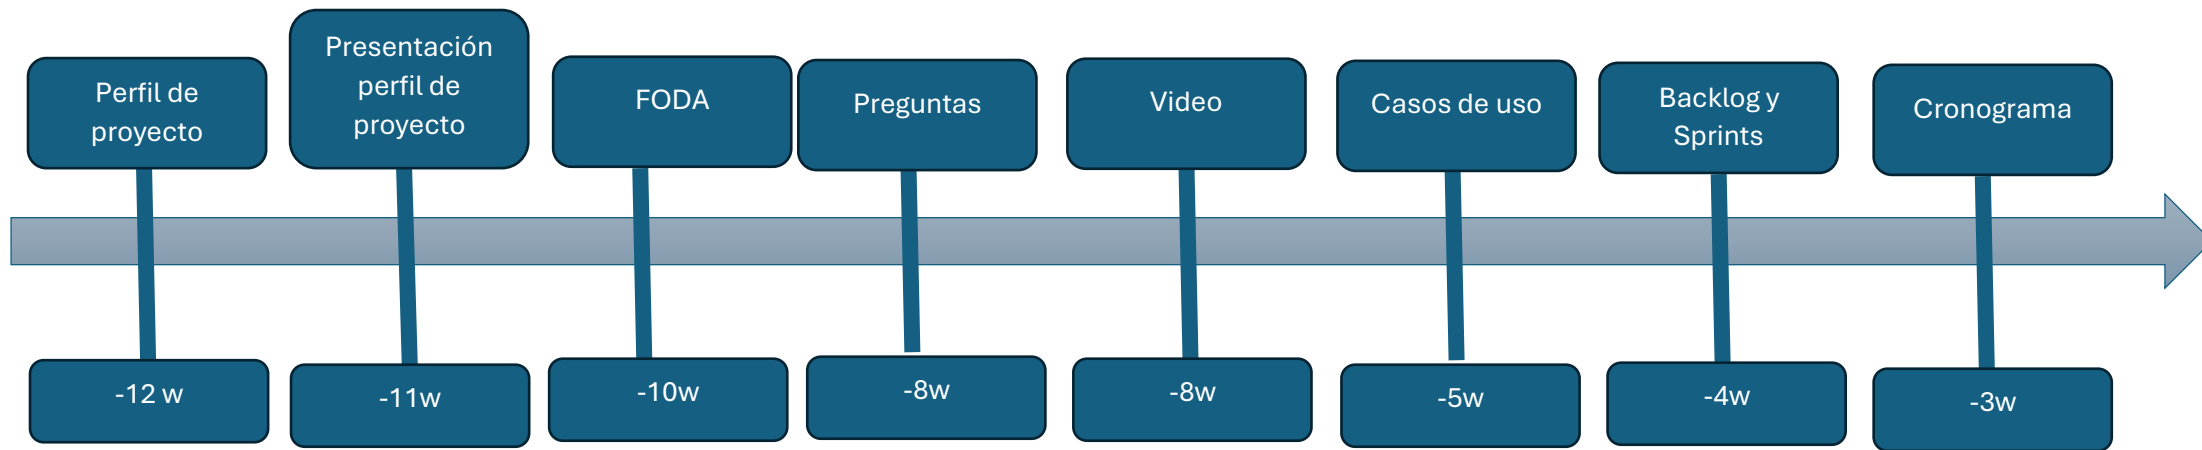 Perfil de
proyecto
Presentación
perfil de
proyecto
FODA
Preguntas
Video
Casos de uso
Backlog y
Sprints
Cronograma
-12 w
-11w
-10w
-8w
-8w
-5w
-4w
-3w